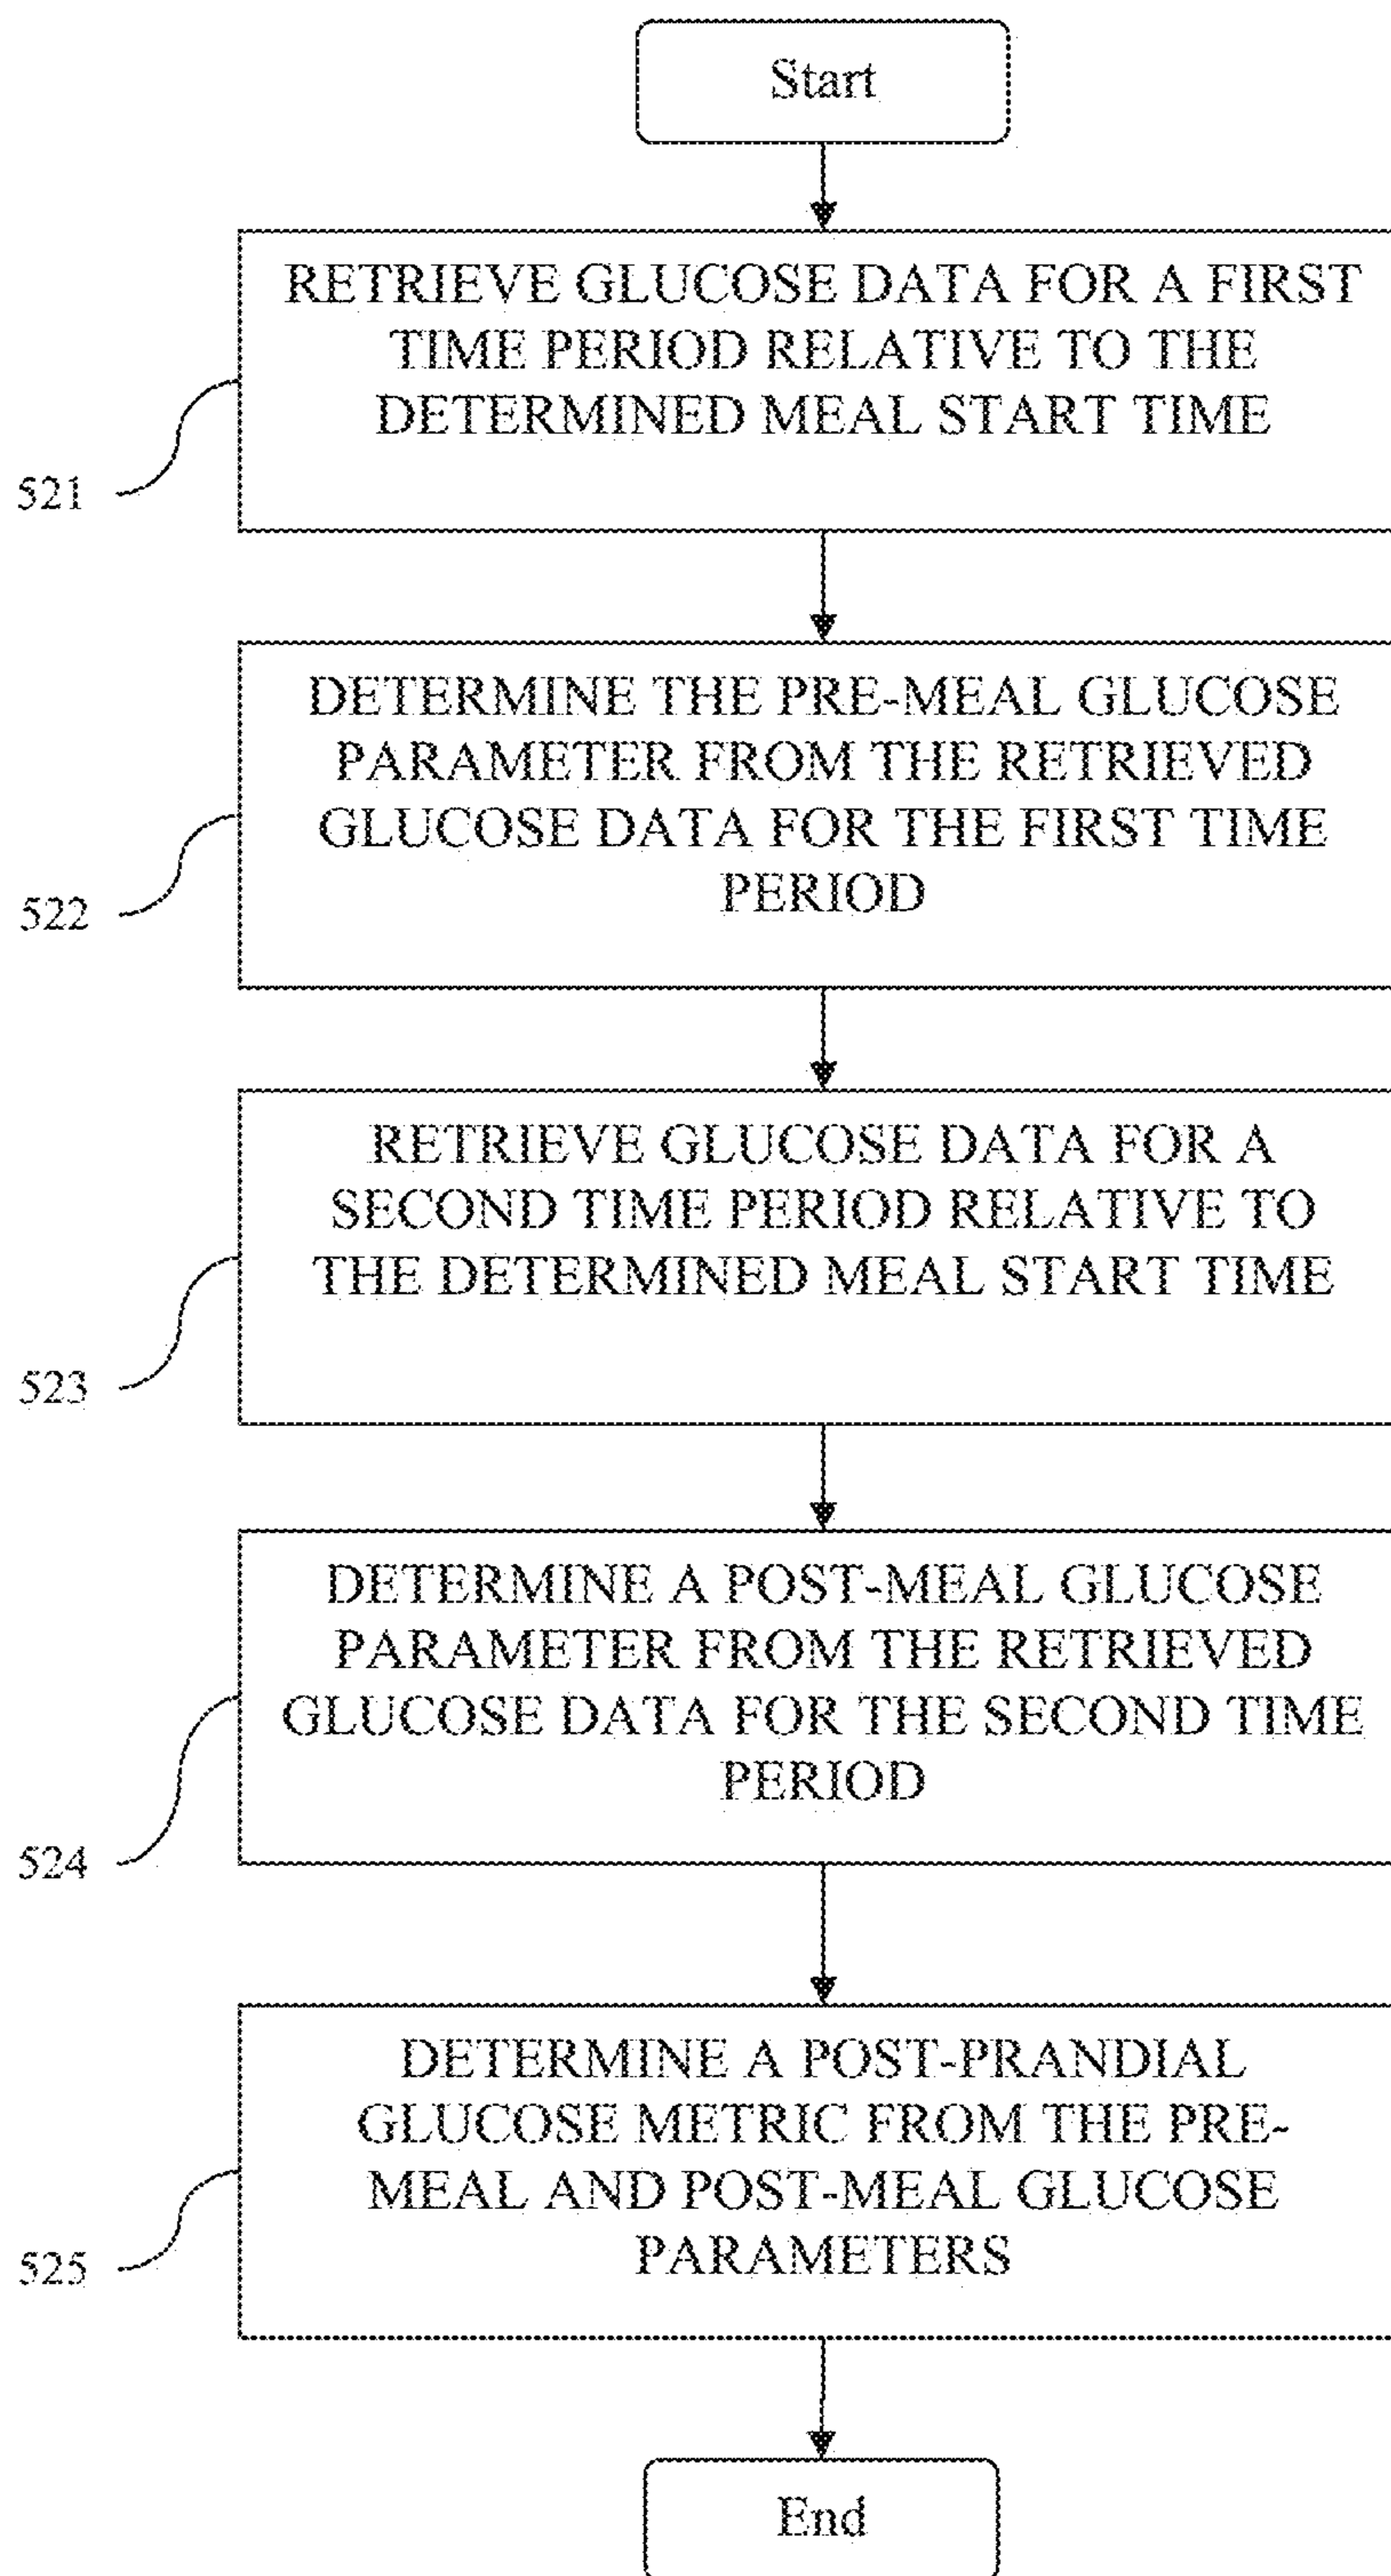 Start
RETRIEVE GLUCOSE DATA FOR A FIRST
TIME PERIOD RELATIVE TO THE
DETERMINED MEAL START TIME
521
DETERMINE THE PRE-MEAL GLUCOSE
PARAMETER FROM THE RETRIEVED
GLUCOSE DATA FOR THE FIRST TIME
PERIOD
522
RETRIEVE GLUCOSE DATA FOR A
SECOND TIME PERIOD RELATIVE TO
THE DETERMINED MEAL START TIME
523
DETERMINE A POST-MEAL GLUCOSE
PARAMETER FROM THE RETRIEVED
GLUCOSE DATA FOR THE SECOND TIME
PERIOD
524
DETERMINE A POST-PRANDIAL
GLUCOSE METRIC FROM THE PRE-
MEAL AND POST-MEAL GLUCOSE
PARAMETERS
525
End